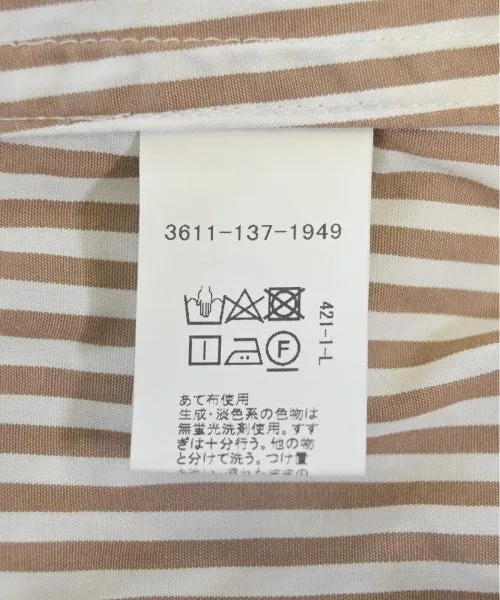 3611-137-1949
421-1-L
F
あて布使用
生成・淡色系の色物は
無蛍光洗剤使用。すす
ぎは十分行う。他の物
と分けて洗う。つけ置